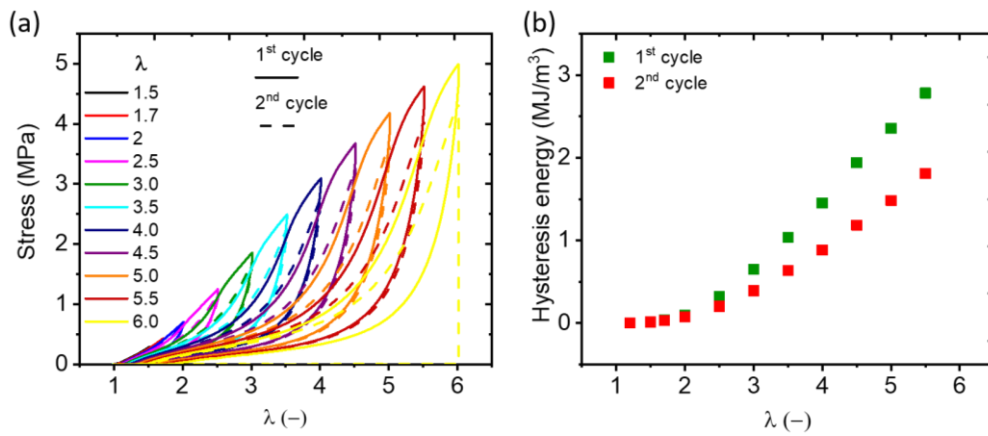 (a)
λ
1.5
1.7
2
2.5
3.0
3.5
4.0
4.5
5.0
5.5
6.0
1st cycle
2nd cycle
Stress (MPa)
5
4
3
2
1
0
1 2 3 4 5 6
λ (−)
(b)
1st cycle
2nd cycle
Hysteresis energy (MJ/m³)
3
2
1
0
1 2 3 4 5 6
λ (−)